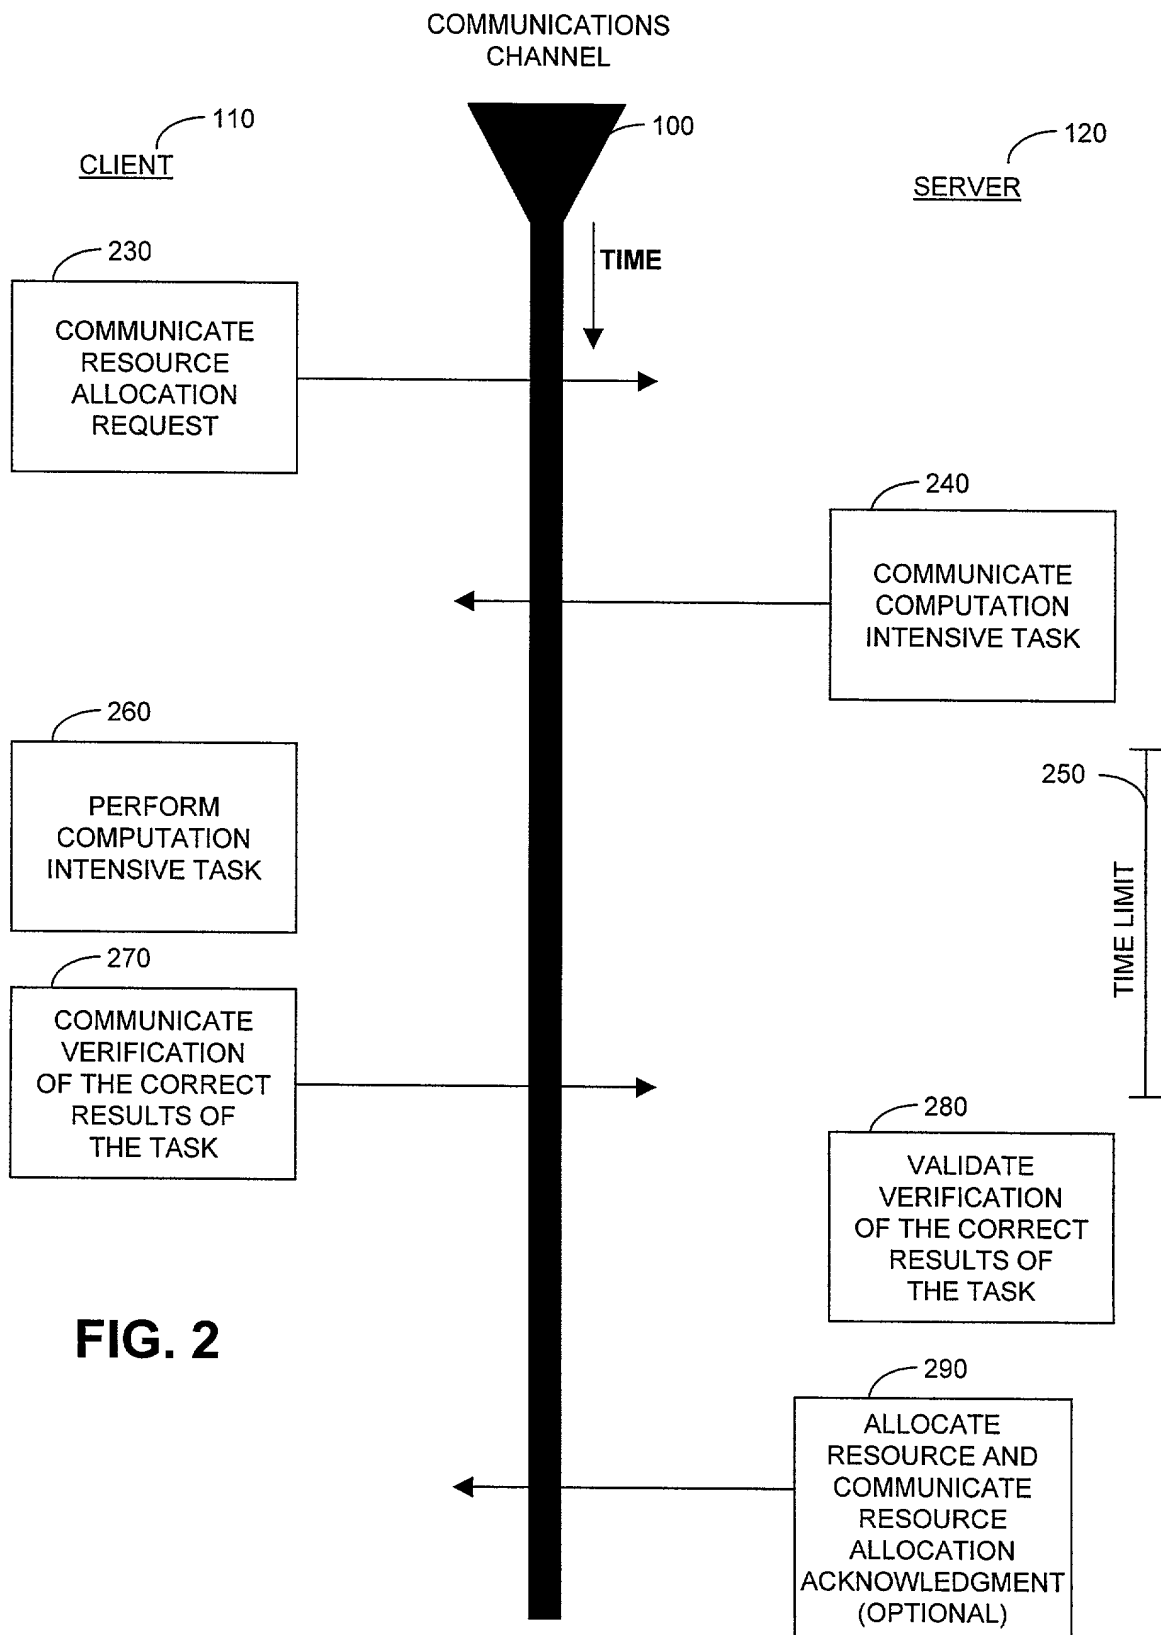 COMMUNICATIONS
CHANNEL
110
100
120
CLIENT
SERVER
230
TIME
COMMUNICATE
RESOURCE
ALLOCATION
REQUEST
240
COMMUNICATE
COMPUTATION
INTENSIVE TASK
260
250
PERFORM
COMPUTATION
INTENSIVE TASK
TIME LIMIT
270
COMMUNICATE
VERIFICATION
OF THE CORRECT
RESULTS OF
THE TASK
280
VALIDATE
VERIFICATION
OF THE CORRECT
RESULTS OF
THE TASK
FIG. 2
290
ALLOCATE
RESOURCE AND
COMMUNICATE
RESOURCE
ALLOCATION
ACKNOWLEDGMENT
(OPTIONAL)